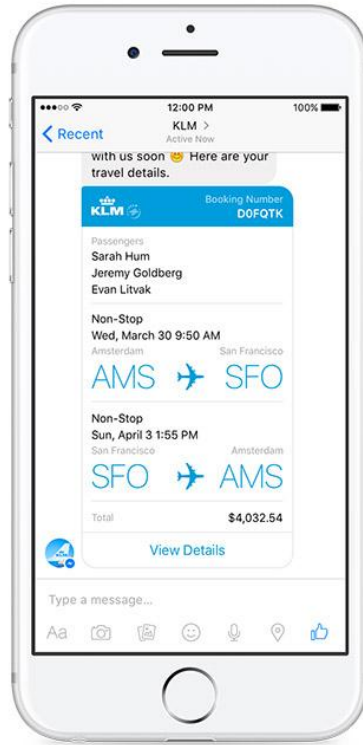 12:00 PM
100%
Recent
KLM >
Active Now
with us soon 😊 Here are your
travel details.
KLM
Booking Number
D0FQTK
Passengers
Sarah Hum
Jeremy Goldberg
Evan Litvak
Non-Stop
Wed, March 30 9:50 AM
Amsterdam San Francisco
AMS SFO
Non-Stop
Sun, April 3 1:55 PM
San Francisco Amsterdam
SFO AMS
Total $4,032.54
View Details
Type a message...
Aa